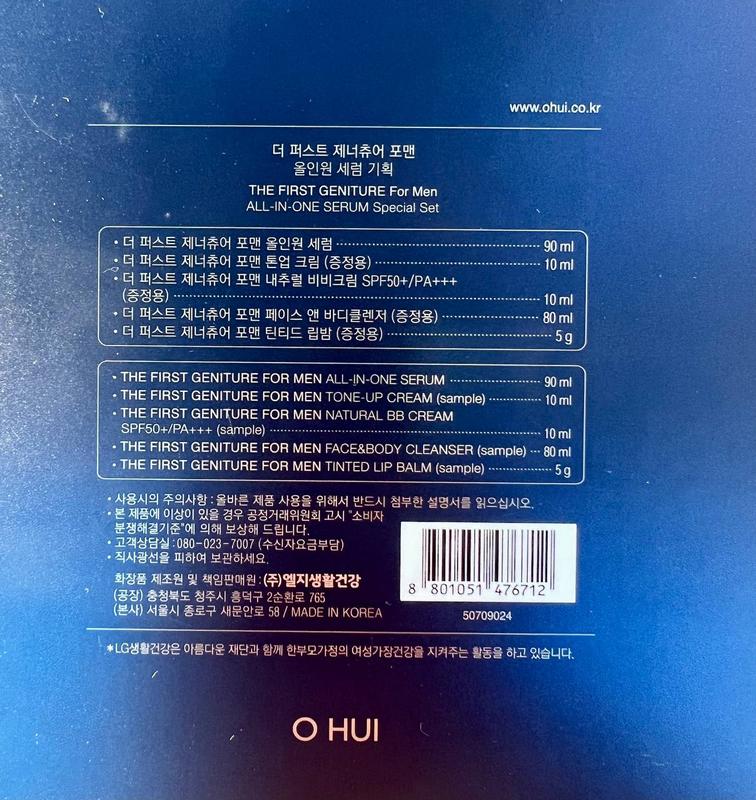 www.ohui.co.kr
더 퍼스트 제너츄어 포맨
올인원 세럼 기획
THE FIRST GENITURE For Men
ALL-IN-ONE SERUM Special Set
• 더 퍼스트 제너츄어 포맨 올인원 세럼 90 ml
• 더 퍼스트 제너츄어 포맨 톤업 크림 (증정용) 10 ml
• 더 퍼스트 제너츄어 포맨 내추럴 비비크림 SPF50+/PA+++
(증정용) 10 ml
• 더 퍼스트 제너츄어 포맨 페이스 앤 바디클렌저 (증정용) 80 ml
• 더 퍼스트 제너츄어 포맨 틴티드 립밤 (증정용) 5 g
• THE FIRST GENITURE FOR MEN ALL-IN-ONE SERUM 90 ml
• THE FIRST GENITURE FOR MEN TONE-UP CREAM (sample) 10 ml
• THE FIRST GENITURE FOR MEN NATURAL BB CREAM
SPF50+/PA+++ (sample) 10 ml
• THE FIRST GENITURE FOR MEN FACE&BODY CLEANSER (sample) 80 ml
• THE FIRST GENITURE FOR MEN TINTED LIP BALM (sample) 5 g
• 사용시의 주의사항 : 올바른 제품 사용을 위해서 반드시 첨부한 설명서를 읽으십시오.
• 본 제품에 이상이 있을 경우 공정거래위원회 고시 "소비자
분쟁해결기준"에 의해 보상해 드립니다.
• 고객상담실 : 080-023-7007 (수신자요금부담)
• 직사광선을 피하여 보관하세요.
화장품 제조원 및 책임판매원 : (주)엘지생활건강
(공장) 충청북도 청주시 흥덕구 2순환로 765
(본사) 서울시 종로구 새문안로 58 / MADE IN KOREA
8 801051 476712
50709024
*LG생활건강은 아름다운 재단과 함께 한부모가정의 여성가장건강을 지켜주는 활동을 하고 있습니다.
O HUI